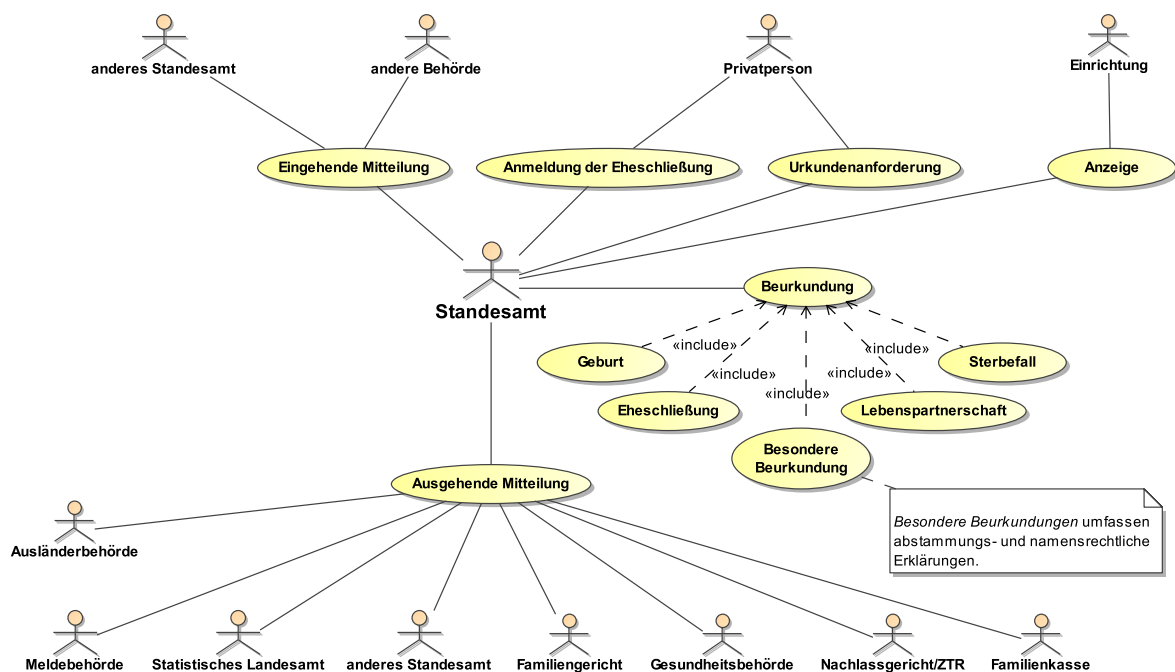 anderes Standesamt
andere Behörde
Privatperson
Einrichtung
Eingehende Mitteilung
Anmeldung der Eheschließung
Urkundenanforderung
Anzeige
Standesamt
Beurkundung
Geburt
«include»
«include»
Sterbefall
«include»
«include»
Eheschließung
«include»
Lebenspartnerschaft
Besondere
Beurkundung
Ausgehende Mitteilung
Besondere Beurkundungen umfassen
abstammungs- und namensrechtliche
Erklärungen.
Ausländerbehörde
Meldebehörde
Statistisches Landesamt
anderes Standesamt
Familiengericht
Gesundheitsbehörde
Nachlassgericht/ZTR
Familienkasse